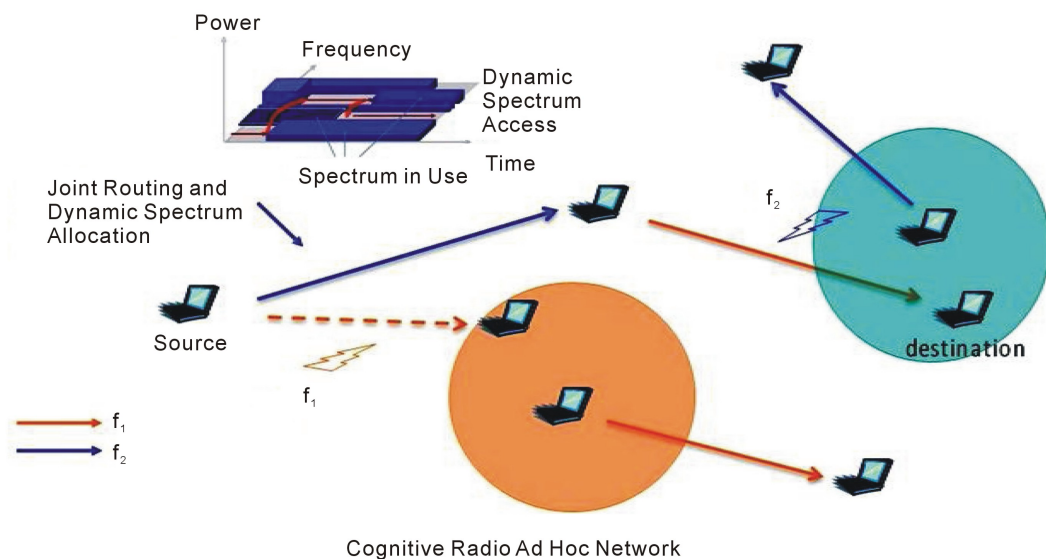 Power
Frequency
Dynamic
Spectrum
Access
Time
Spectrum in Use
Joint Routing and
Dynamic Spectrum
Allocation
f₂
Source
destination
f₁
f₁
f₂
Cognitive Radio Ad Hoc Network